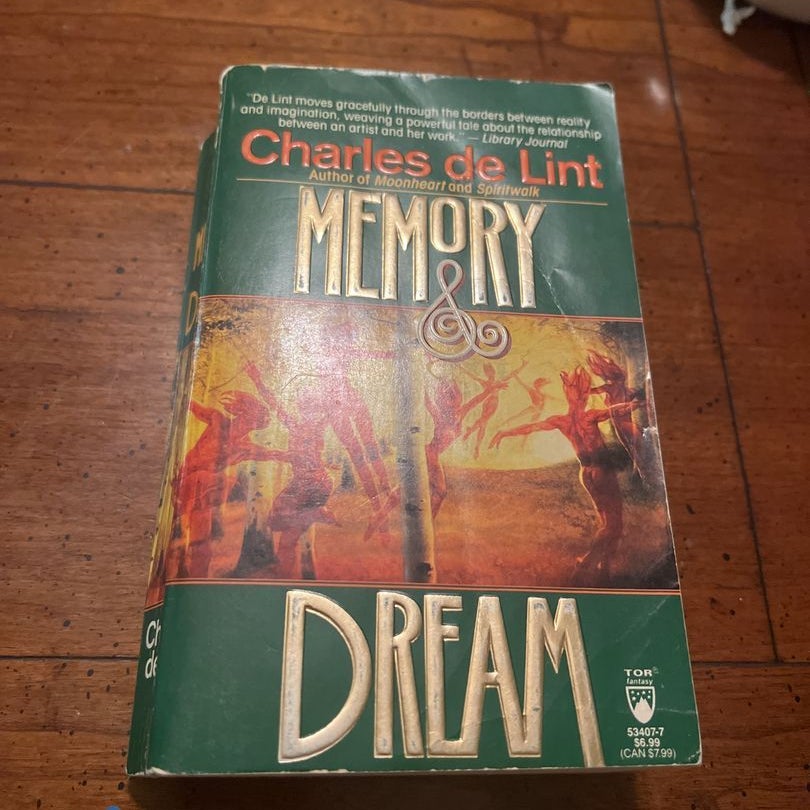 "De Lint moves gracefully through the borders between reality
and imagination, weaving a powerful tale about the relationship
between an artist and her work." — Library Journal
Charles de Lint
Author of Moonheart and Spiritwalk
MEMORY
&
DREAM
TOR®
fantasy
53407-7
$6.99
(CAN $7.99)
M
D
Ch
de